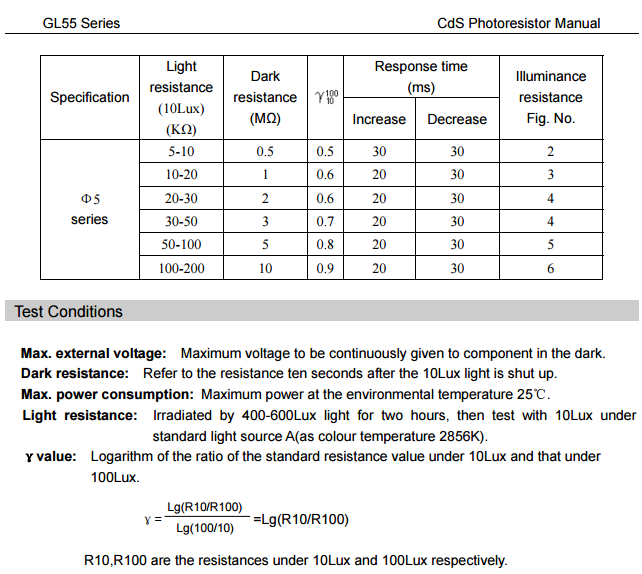 GL55 Series CdS Photoresistor Manual
Specification Light resistance (10Lux) (KΩ) Dark resistance (MΩ) γ 100 10 Response time (ms) Increase Decrease Illuminance resistance Fig. No.
Φ5 series
5-10 0.5 0.5 30 30 2
10-20 1 0.6 20 30 3
20-30 2 0.6 20 30 4
30-50 3 0.7 20 30 4
50-100 5 0.8 20 30 5
100-200 10 0.9 20 30 6
Test Conditions
Max. external voltage: Maximum voltage to be continuously given to component in the dark.
Dark resistance: Refer to the resistance ten seconds after the 10Lux light is shut up.
Max. power consumption: Maximum power at the environmental temperature 25℃.
Light resistance: Irradiated by 400-600Lux light for two hours, then test with 10Lux under
standard light source A(as colour temperature 2856K).
γ value: Logarithm of the ratio of the standard resistance value under 10Lux and that under
100Lux.
γ = Lg(R10/R100) / Lg(100/10) =Lg(R10/R100)
R10,R100 are the resistances under 10Lux and 100Lux respectively.